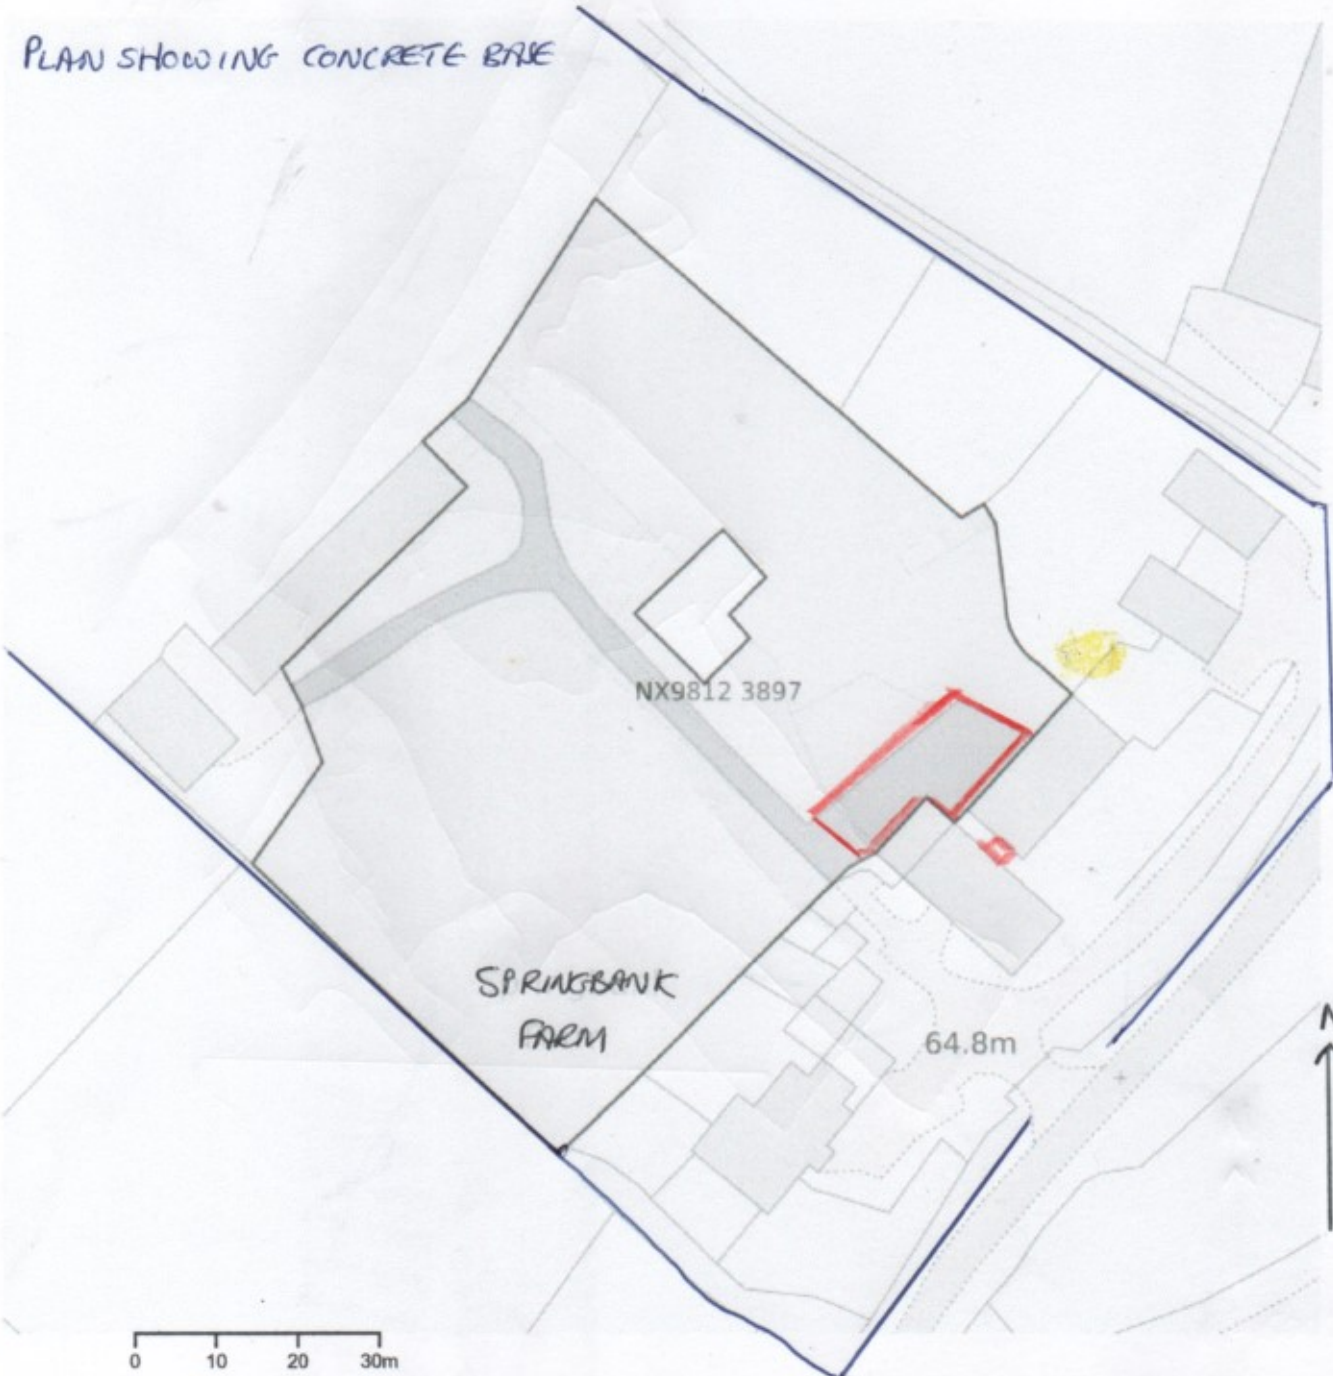 PLAN SHOWING CONCRETE BASE
NX9812 3897
SPRINGBANK
FARM
64.8m
N
0 10 20 30m